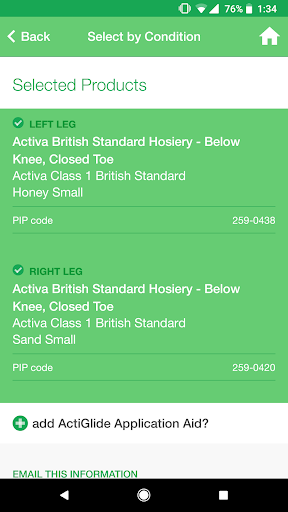 76% 1:34
Back Select by Condition
Selected Products
LEFT LEG
Activa British Standard Hosiery - Below
Knee, Closed Toe
Activa Class 1 British Standard
Honey Small
PIP code 259-0438
RIGHT LEG
Activa British Standard Hosiery - Below
Knee, Closed Toe
Activa Class 1 British Standard
Sand Small
PIP code 259-0420
add ActiGlide Application Aid?
EMAIL THIS INFORMATION